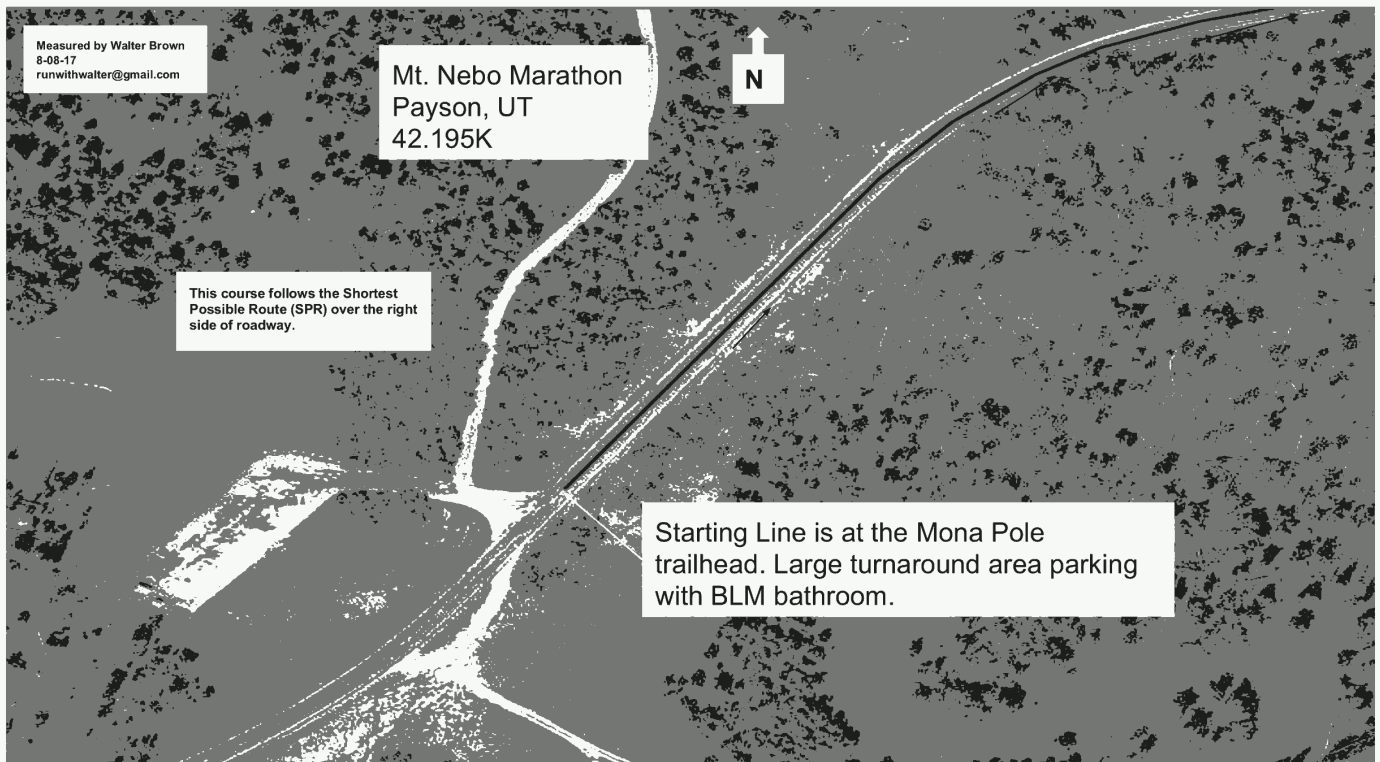 Measured by Walter Brown
8-08-17
runwithwalter@gmail.com
Mt. Nebo Marathon
Payson, UT
42.195K
N
This course follows the Shortest
Possible Route (SPR) over the right
side of roadway.
Starting Line is at the Mona Pole
trailhead. Large turnaround area parking
with BLM bathroom.